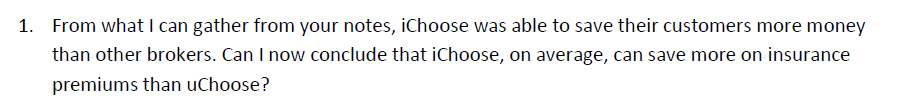 1. From what I can gather from your notes, iChoose was able to save their customers more money
than other brokers. Can I now conclude that iChoose, on average, can save more on insurance
premiums than uChoose?